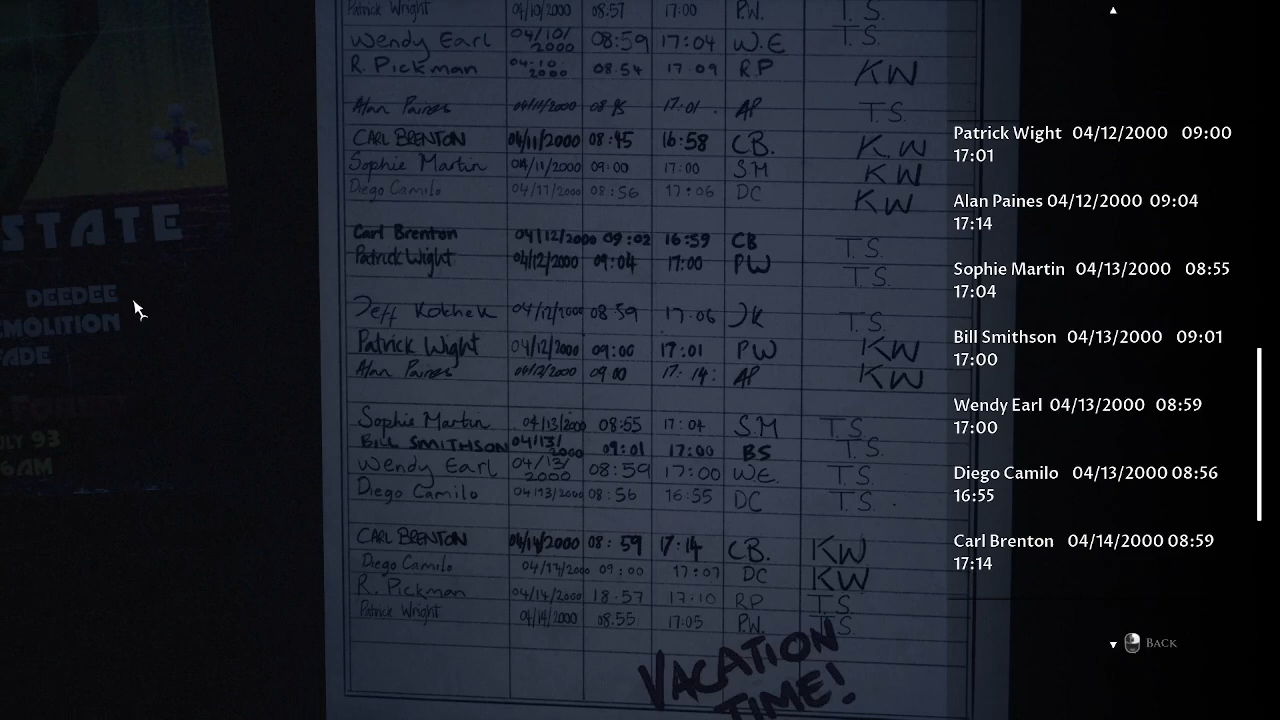 STATE
DEEDEE
EMOLITION
ADE
ULY 93
6AM
Patrick Wright 04/10/2000 08:57 17:00 P.W. T.S.
Wendy Earl 04/10/2000 08:59 17:04 W.E T.S.
R. Pickman 04-10-2000 08:54 17 09 R.P KW
Alan Paines 04/11/2000 17:01 AP T.S.
CARL BRENTON 04/11/2000 08:45 16:58 CB. K.W
Sophie Martin 04/11/2000 09:00 17:00 S.M KW
Diego Camilo 04/11/2000 08:56 17:06 DC KW
Carl Brenton 04/12/2000 09:02 16:59 CB T.S.
Patrick Wight 04/12/2000 09:04 17:00 PW T.S.
Jeff Kokhek 04/12/2000 08:59 17.06 JK T.S.
Patrick Wight 04/12/2000 09:00 17:01 PW KW
Alan Paines 04/12/2000 09:00 17:14: AP KW
Sophie Martin 04/13/2000 08:55 17:04 S.M T.S.
BILL SMITHSON 04/13/2000 09:01 17:00 BS T.S.
Wendy Earl 04/13/2000 08:59 17:00 W.E. T.S.
Diego Camilo 04/13/2000 08:56 16:55 DC T.S.
CARL BRENTON 04/14/2000 08:59 17:14 CB. KW
Diego Camilo 04/14/2000 09:00 17:07 DC KW
R. Pickman 04/14/2000 18:57 17:10 RP T.S.
Patrick Wright 04/14/2000 08:55 17:05 P.W. T.S.
VACATION
TIME!
Patrick Wight 04/12/2000 09:00
17:01
Alan Paines 04/12/2000 09:04
17:14
Sophie Martin 04/13/2000 08:55
17:04
Bill Smithson 04/13/2000 09:01
17:00
Wendy Earl 04/13/2000 08:59
17:00
Diego Camilo 04/13/2000 08:56
16:55
Carl Brenton 04/14/2000 08:59
17:14
BACK